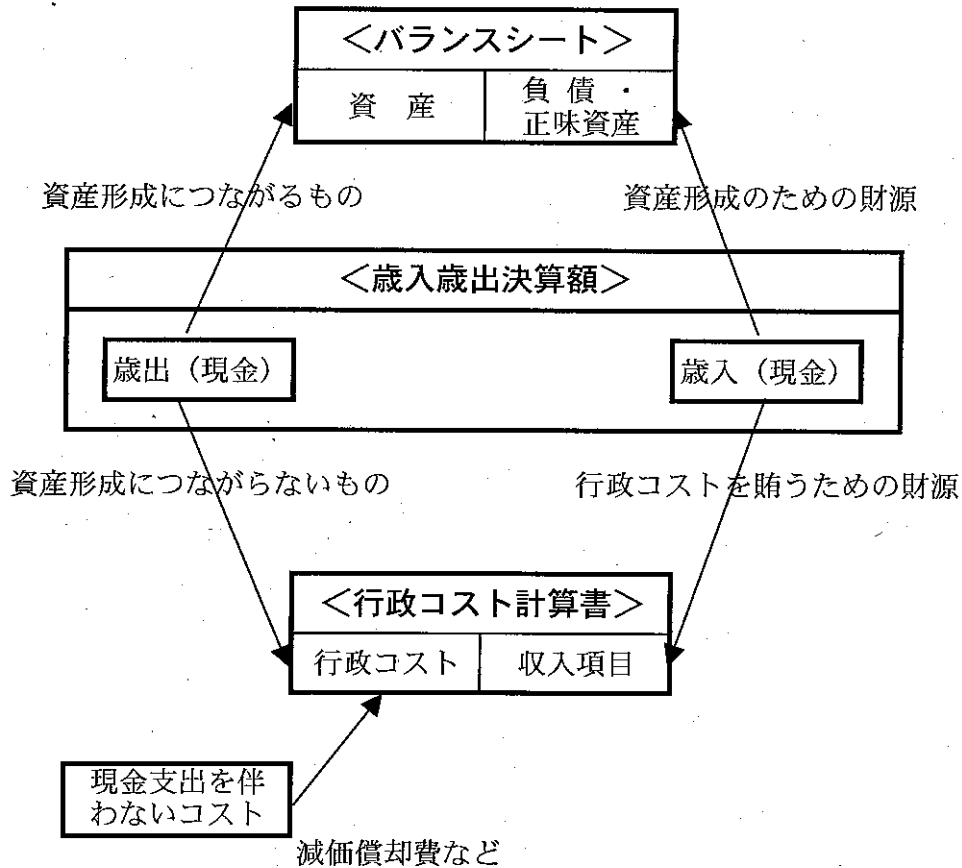 ＜バランスシート＞
資　産
負 債 ・
正味資産
資産形成につながるもの
資産形成のための財源
＜歳入歳出決算額＞
歳出（現金）
歳入（現金）
資産形成につながらないもの
行政コストを賄うための財源
＜行政コスト計算書＞
行政コスト
収入項目
現金支出を伴
わないコスト
減価償却費など